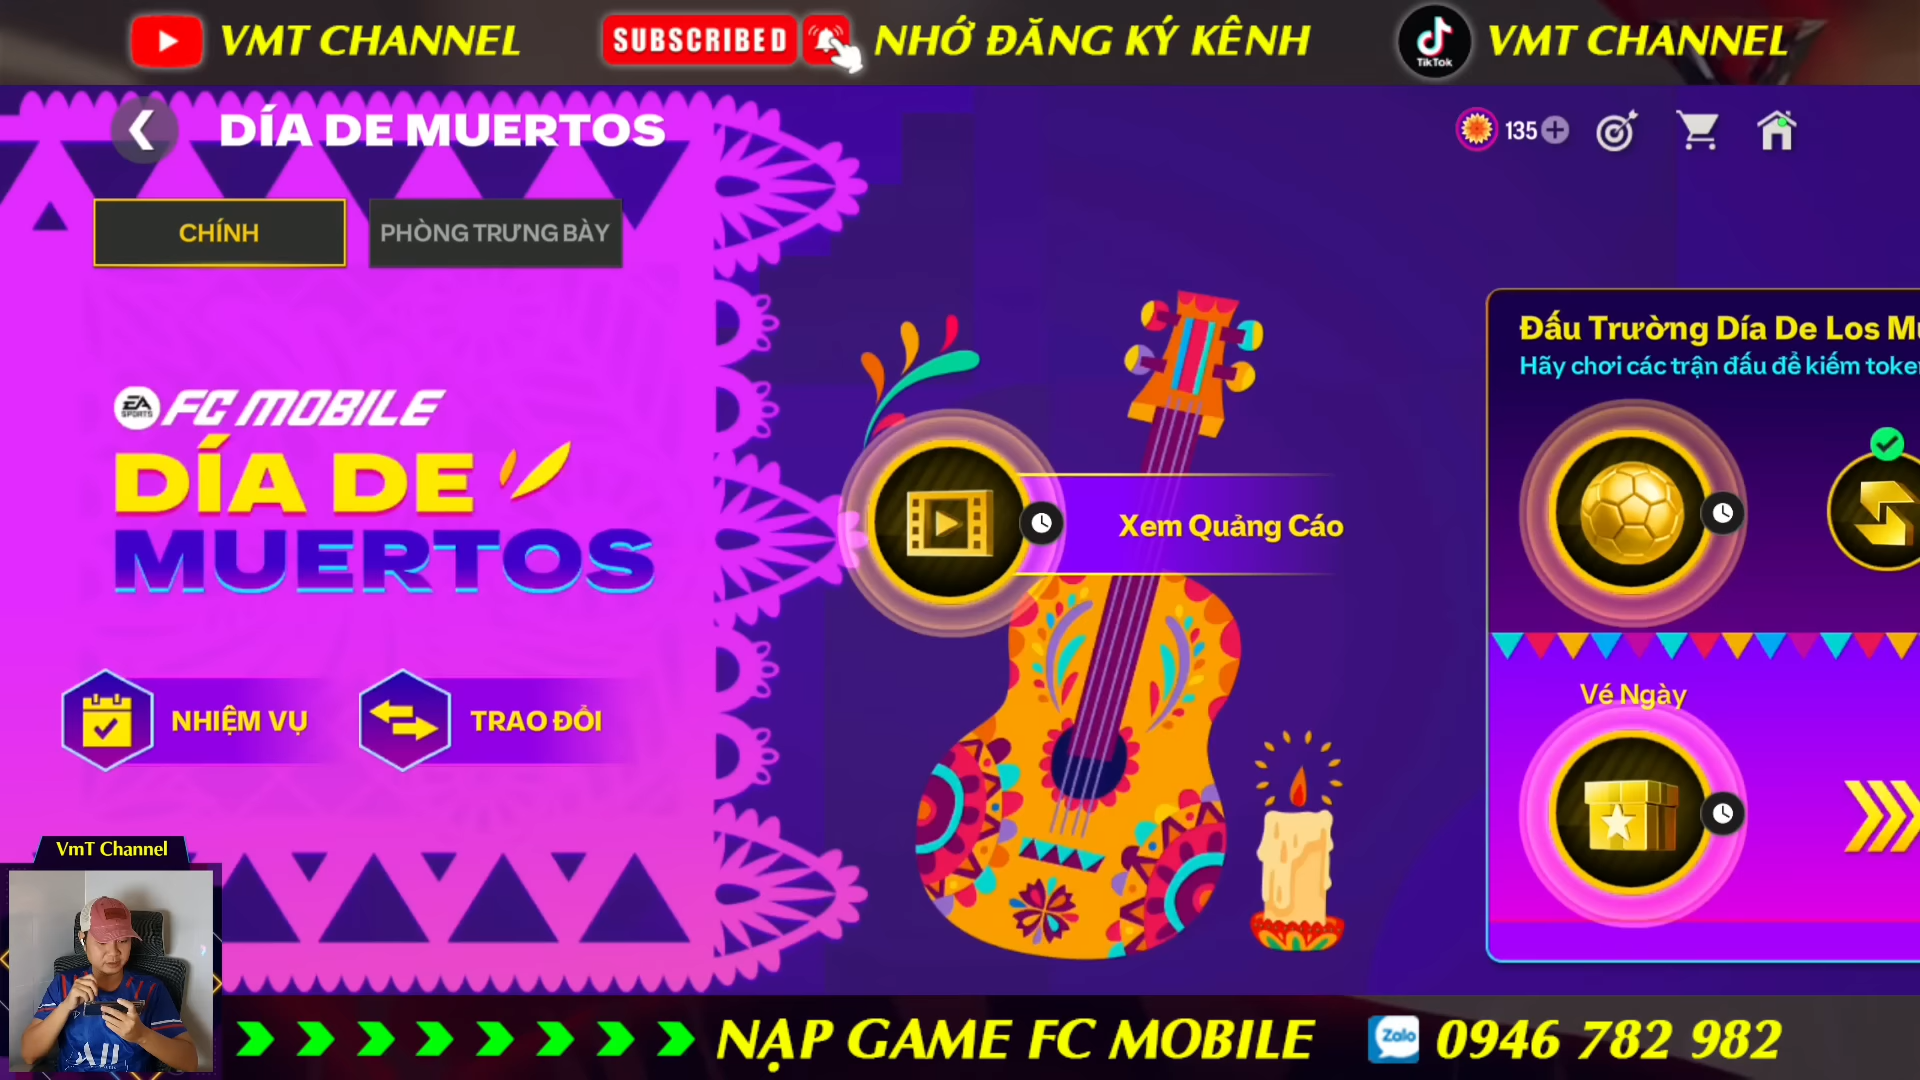 VMT CHANNEL
SUBSCRIBED
NHỚ ĐĂNG KÝ KÊNH
TikTok
VMT CHANNEL
DÍA DE MUERTOS
135
CHÍNH
PHÒNG TRƯNG BÀY
EA SPORTS FC MOBILE
DÍA DE
MUERTOS
NHIỆM VỤ
TRAO ĐỔI
Xem Quảng Cáo
Đấu Trường Día De Los
Hãy chơi các trận đấu để kiếm
Vé Ngày
VmT Channel
NẠP GAME FC MOBILE
Zalo
0946 782 982